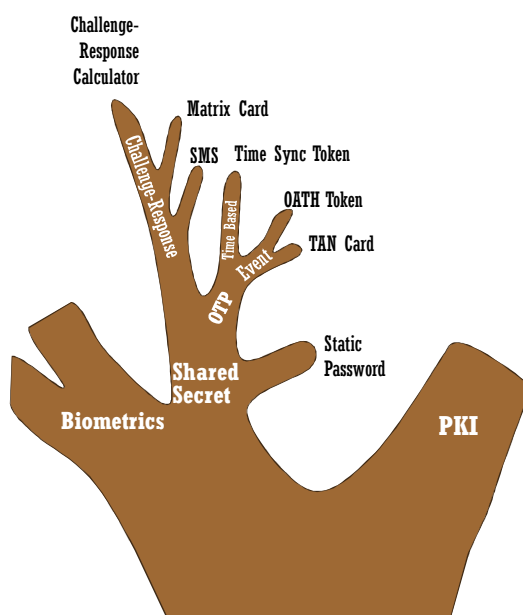 Challenge-
Response
Calculator
Matrix Card
SMS
Time Sync Token
OATH Token
TAN Card
Challenge-Response
Time Based
Event
OTP
Static
Password
Shared
Secret
Biometrics
PKI